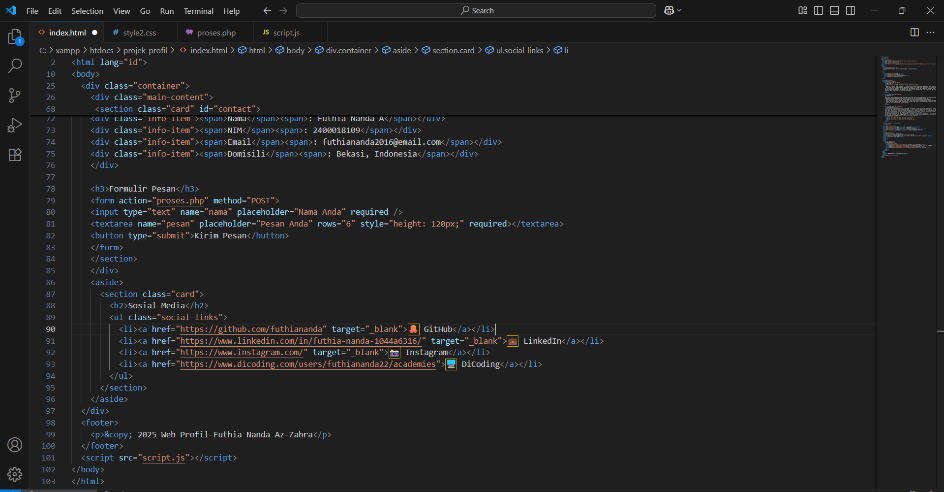 File Edit Selection View Go Run Terminal Help Search
index.html style2.css proses.php JS script.js
C: > xampp > htdocs > projek-profil > index.html > html > body > div.container > aside > section.card > ul.social-links > li
2 <html lang="id">
10 <body>
25 <div class="container">
26 <div class="main-content">
68 <section class="card" id="contact">
72 <div class="info-item"><span>Nama</span><span>: Futhia Nanda A</span></div>
73 <div class="info-item"><span>NIM</span><span>: 2400018109</span></div>
74 <div class="info-item"><span>Email</span><span>: futhiananda2016@email.com</span></div>
75 <div class="info-item"><span>Domisili</span><span>: Bekasi, Indonesia</span></div>
76 </div>
77
78 <h3>Formulir Pesan</h3>
79 <form action="proses.php" method="POST">
80 <input type="text" name="nama" placeholder="Nama Anda" required />
81 <textarea name="pesan" placeholder="Pesan Anda" rows="6" style="height: 120px;" required></textarea>
82 <button type="submit">Kirim Pesan</button>
83 </form>
84 </section>
85 </div>
86 <aside>
87 <section class="card">
88 <h2>Sosial Media</h2>
89 <ul class="social-links">
90 <li><a href="https://github.com/futhiananda" target="_blank">🐙 GitHub</a></li>
91 <li><a href="https://www.linkedin.com/in/futhia-nanda-1044a6316/" target="_blank">💼 LinkedIn</a></li>
92 <li><a href="https://www.instagram.com/" target="_blank">📸 Instagram</a></li>
93 <li><a href="https://www.dicoding.com/users/futhiananda22/academies">💻 DiCoding</a></li>
94 </ul>
95 </section>
96 </aside>
97 </div>
98 <footer>
99 <p>&copy; 2025 Web Profil-Futhia Nanda Az-Zahra</p>
100 </footer>
101 <script src="script.js"></script>
102 </body>
103 </html>